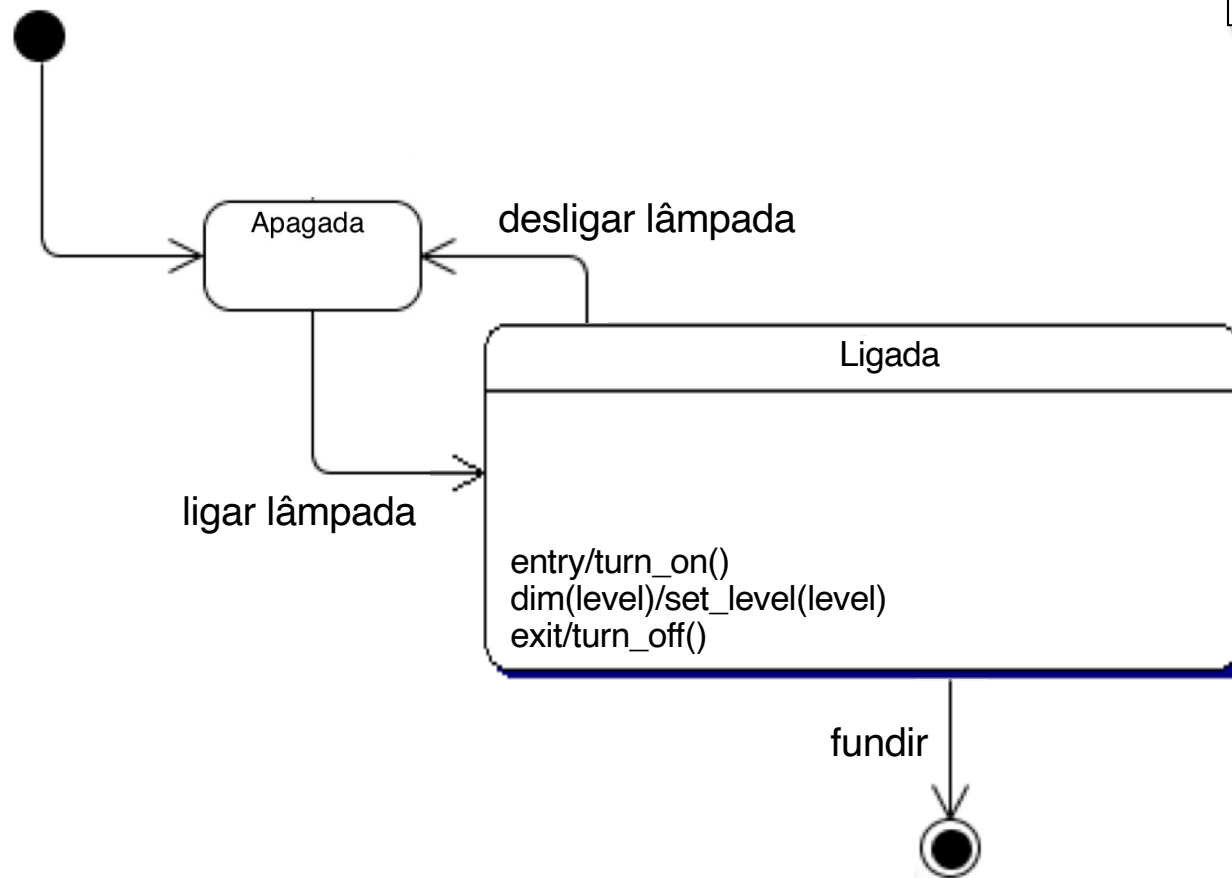 Apagada
desligar lâmpada
Ligada
ligar lâmpada
entry/turn_on()
dim(level)/set_level(level)
exit/turn_off()
fundir